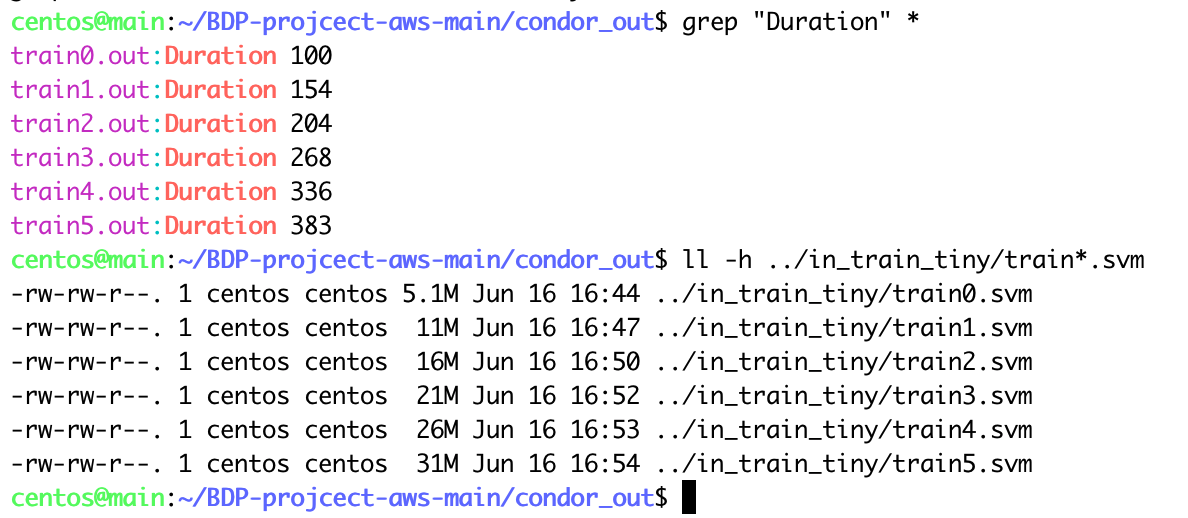 centos@main:~/BDP-projcect-aws-main/condor_out$ grep "Duration" *
train0.out:Duration 100
train1.out:Duration 154
train2.out:Duration 204
train3.out:Duration 268
train4.out:Duration 336
train5.out:Duration 383
centos@main:~/BDP-projcect-aws-main/condor_out$ ll -h ../in_train_tiny/train*.svm
-rw-rw-r--. 1 centos centos 5.1M Jun 16 16:44 ../in_train_tiny/train0.svm
-rw-rw-r--. 1 centos centos  11M Jun 16 16:47 ../in_train_tiny/train1.svm
-rw-rw-r--. 1 centos centos  16M Jun 16 16:50 ../in_train_tiny/train2.svm
-rw-rw-r--. 1 centos centos  21M Jun 16 16:52 ../in_train_tiny/train3.svm
-rw-rw-r--. 1 centos centos  26M Jun 16 16:53 ../in_train_tiny/train4.svm
-rw-rw-r--. 1 centos centos  31M Jun 16 16:54 ../in_train_tiny/train5.svm
centos@main:~/BDP-projcect-aws-main/condor_out$